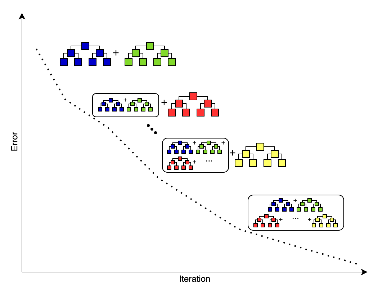 +
+
+
+ ...
+
+
+ ... +
Error
Iteration